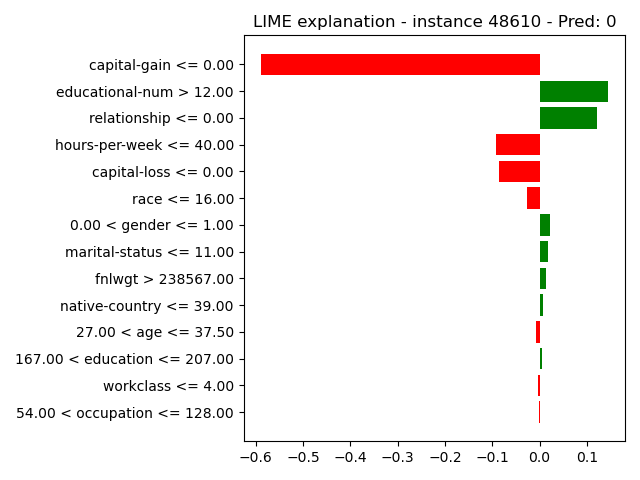 LIME explanation - instance 48610 - Pred: 0
capital-gain <= 0.00
educational-num > 12.00
relationship <= 0.00
hours-per-week <= 40.00
capital-loss <= 0.00
race <= 16.00
0.00 < gender <= 1.00
marital-status <= 11.00
fnlwgt > 238567.00
native-country <= 39.00
27.00 < age <= 37.50
167.00 < education <= 207.00
workclass <= 4.00
54.00 < occupation <= 128.00
−0.6 −0.5 −0.4 −0.3 −0.2 −0.1 0.0 0.1